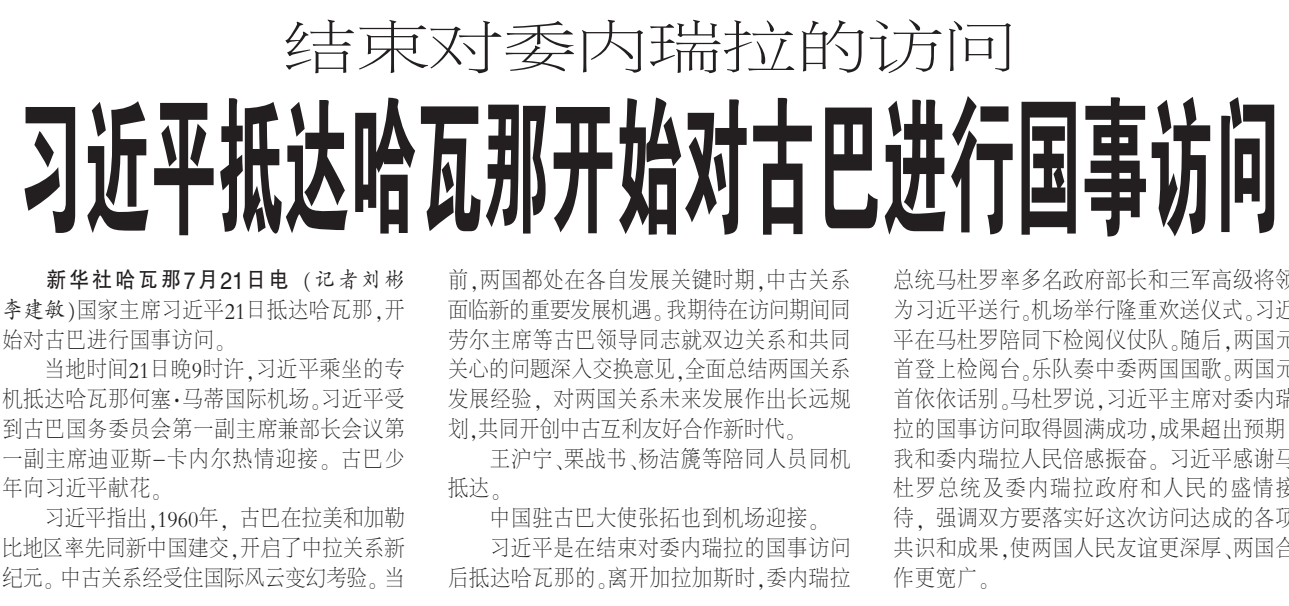 结束对委内瑞拉的访问
习近平抵达哈瓦那开始对古巴进行国事访问
新华社哈瓦那7月21日电（记者刘彬
李建敏)国家主席习近平21日抵达哈瓦那,开
始对古巴进行国事访问。
当地时间21日晚9时许,习近平乘坐的专
机抵达哈瓦那何塞·马蒂国际机场。习近平受
到古巴国务委员会第一副主席兼部长会议第
一副主席迪亚斯-卡内尔热情迎接。古巴少
年向习近平献花。
习近平指出,1960年，古巴在拉美和加勒
比地区率先同新中国建交,开启了中拉关系新
纪元。中古关系经受住国际风云变幻考验。当
前,两国都处在各自发展关键时期,中古关系
面临新的重要发展机遇。我期待在访问期间同
劳尔主席等古巴领导同志就双边关系和共同
关心的问题深入交换意见,全面总结两国关系
发展经验，对两国关系未来发展作出长远规
划,共同开创中古互利友好合作新时代。
王沪宁、栗战书、杨洁篪等陪同人员同机
抵达。
中国驻古巴大使张拓也到机场迎接。
习近平是在结束对委内瑞拉的国事访问
后抵达哈瓦那的。离开加拉加斯时,委内瑞拉
总统马杜罗率多名政府部长和三军高级将领
为习近平送行。机场举行隆重欢送仪式。习近
平在马杜罗陪同下检阅仪仗队。随后,两国元
首登上检阅台。乐队奏中委两国国歌。两国元
首依依话别。马杜罗说,习近平主席对委内瑞
拉的国事访问取得圆满成功,成果超出预期
我和委内瑞拉人民倍感振奋。习近平感谢马
杜罗总统及委内瑞拉政府和人民的盛情接
待，强调双方要落实好这次访问达成的各项
共识和成果,使两国人民友谊更深厚、两国合
作更宽广。